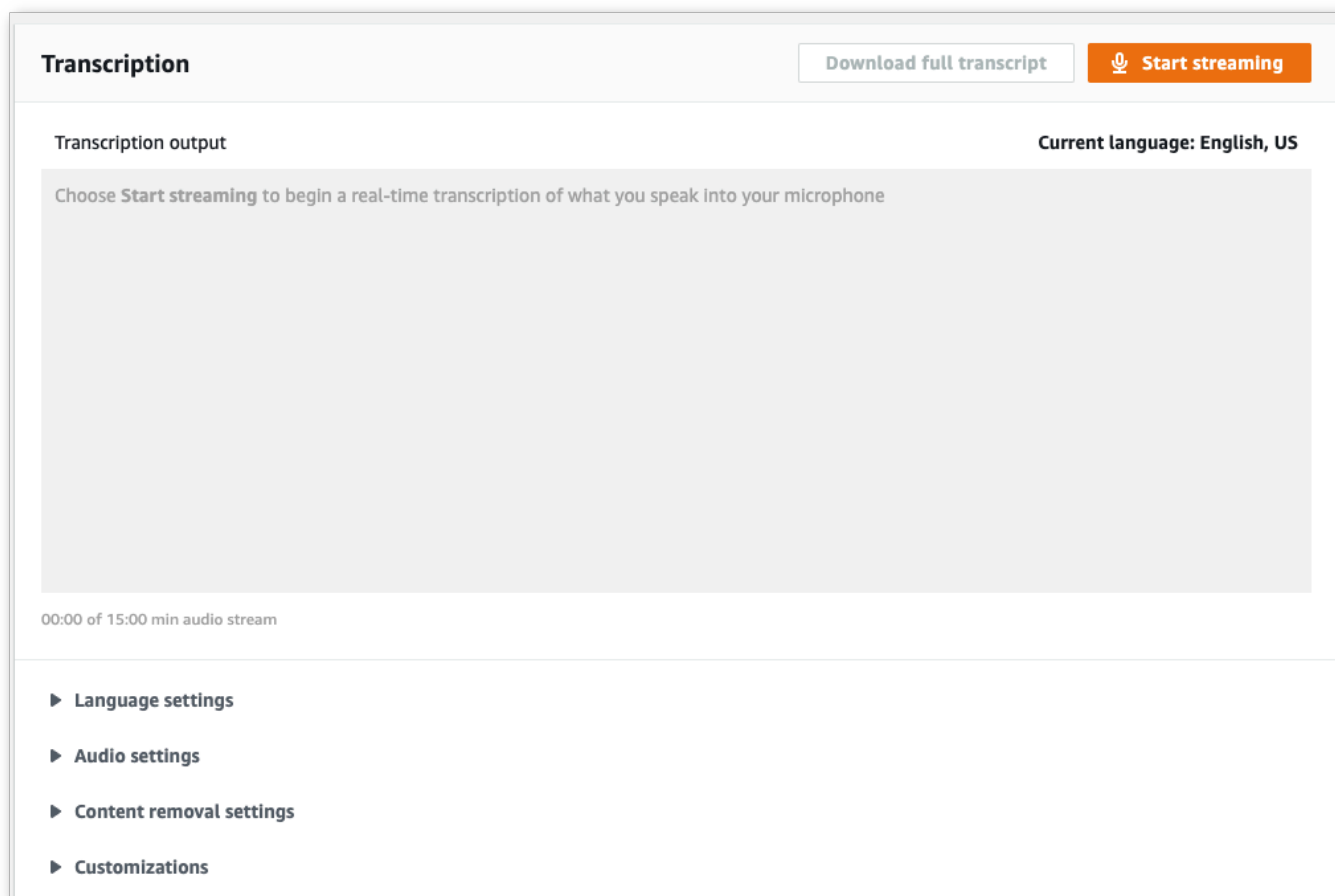 Transcription
Download full transcript
Start streaming
Transcription output
Current language: English, US
Choose Start streaming to begin a real-time transcription of what you speak into your microphone
00:00 of 15:00 min audio stream
Language settings
Audio settings
Content removal settings
Customizations